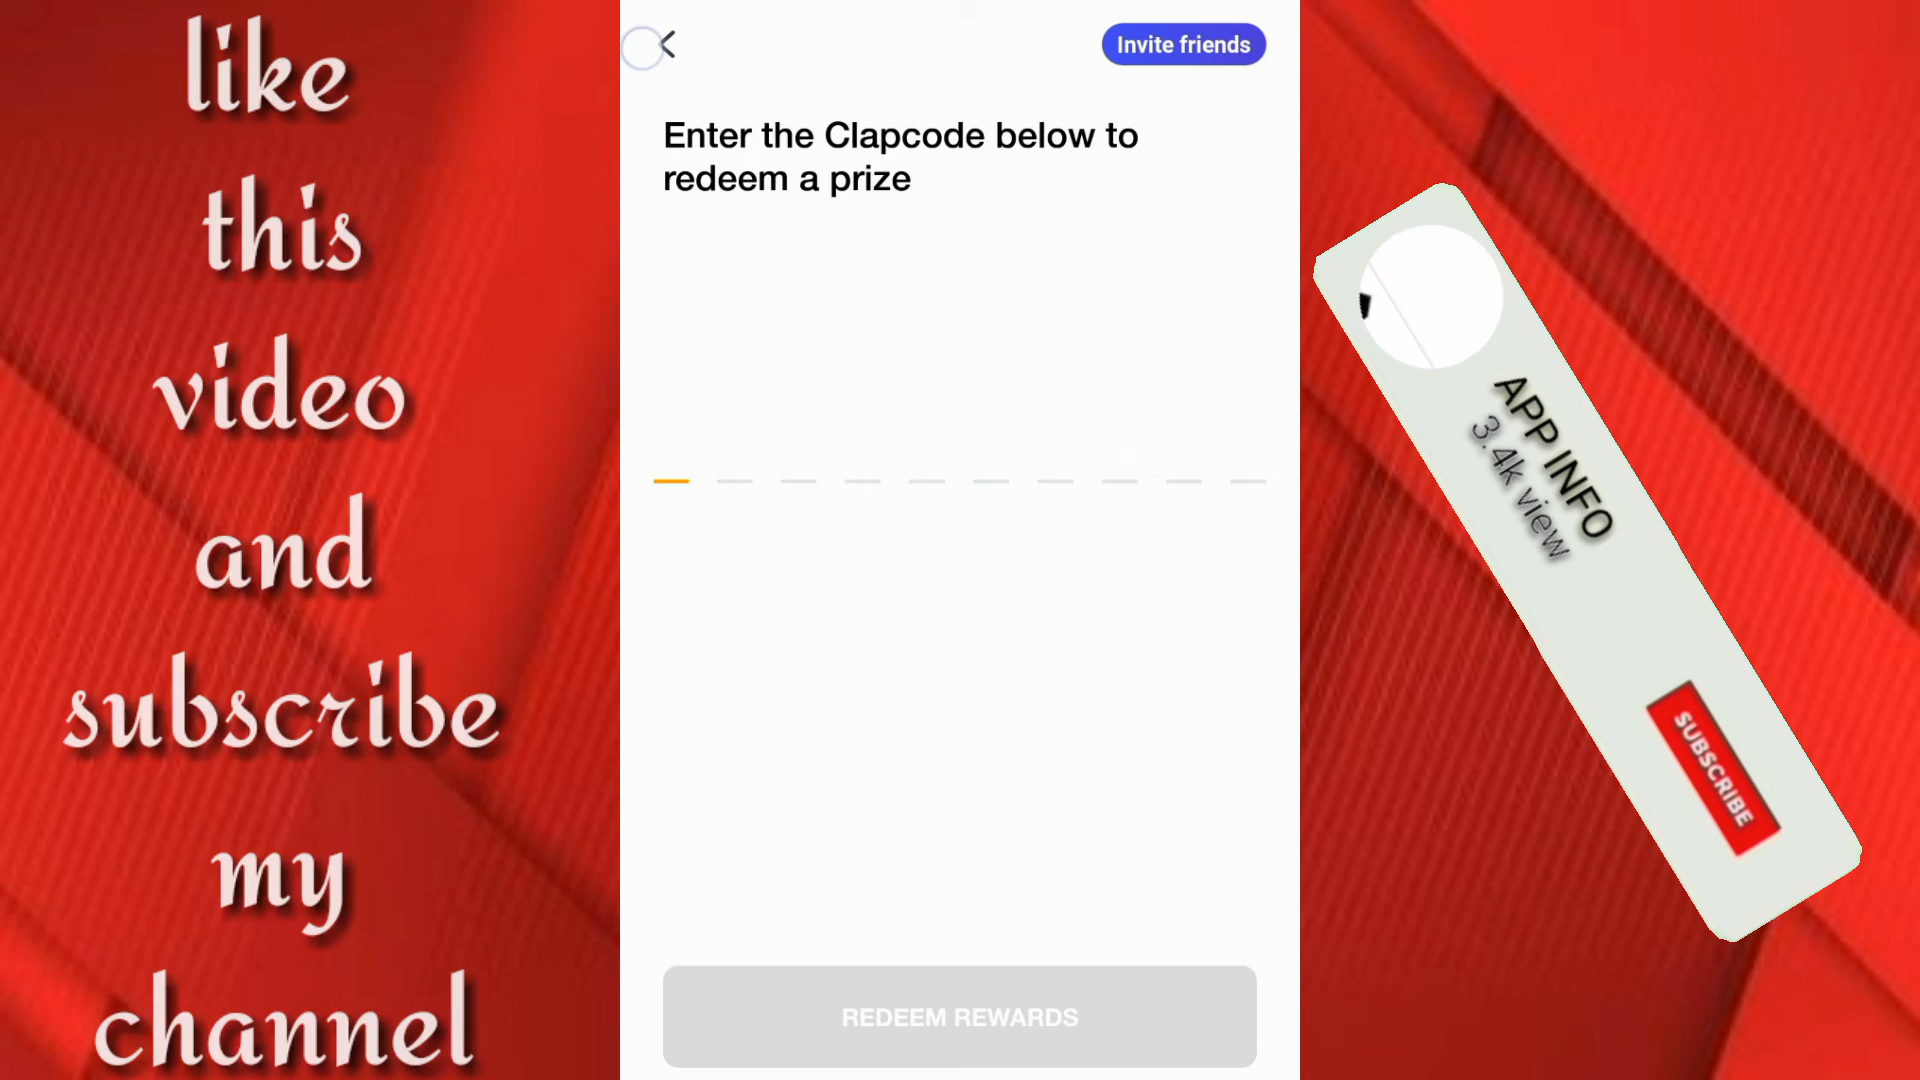 like
this
video
and
subscribe
my
channel
Invite friends
Enter the Clapcode below to
redeem a prize
REDEEM REWARDS
APP INFO
3.4k view
SUBSCRIBE